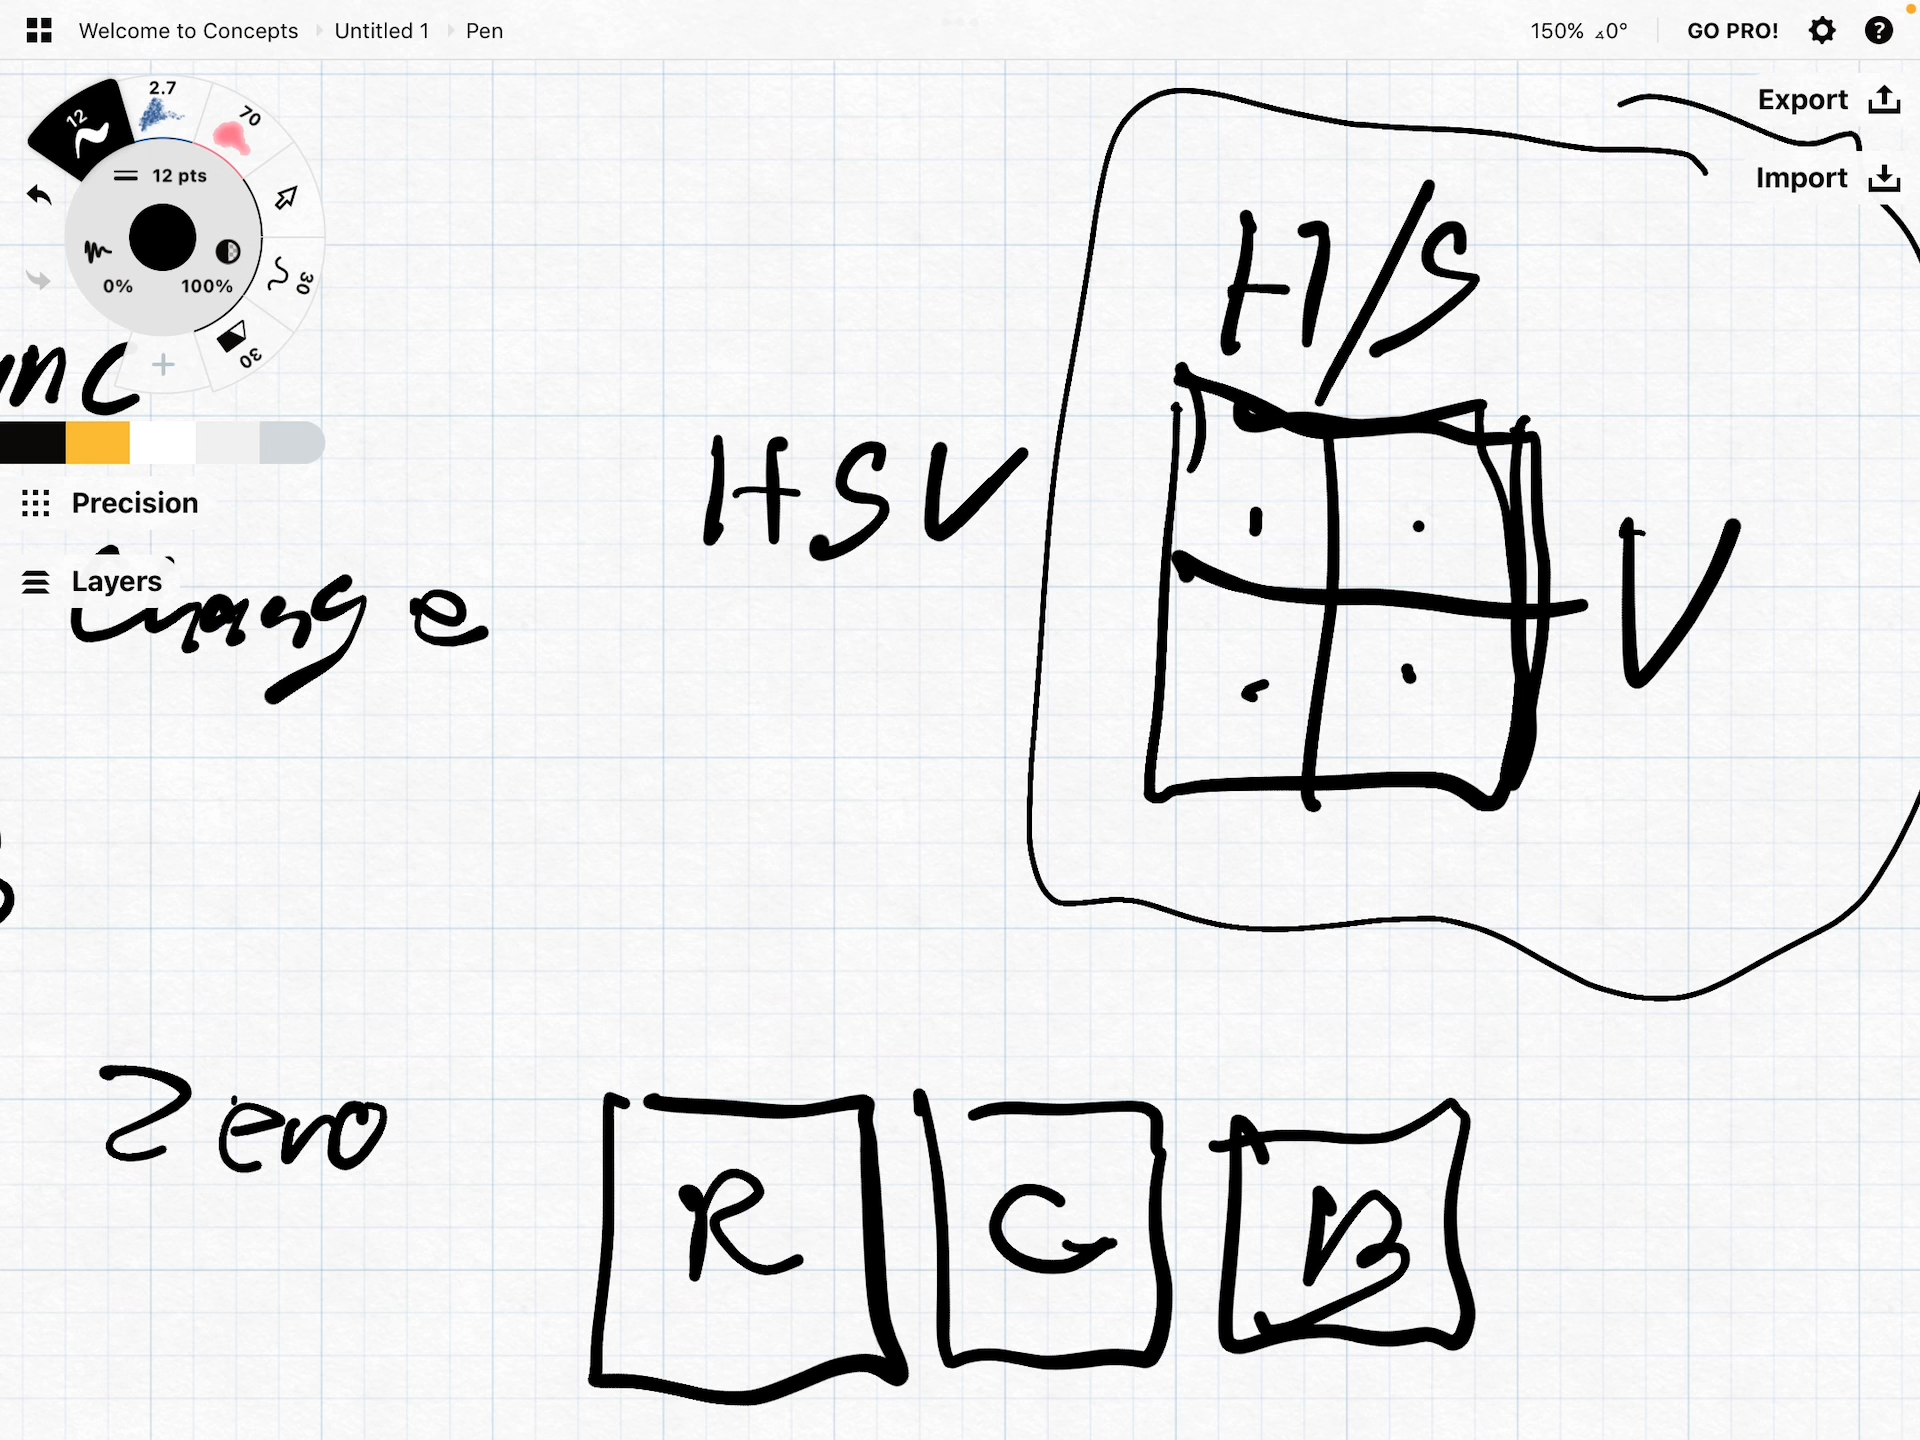 Welcome to Concepts Untitled 1 Pen
150% ⊿0° GO PRO!
Export
Import
2.7
12
70
12 pts
0% 100%
30
30
H/S
HSV
V
Precision
Layers
Zero
R G B